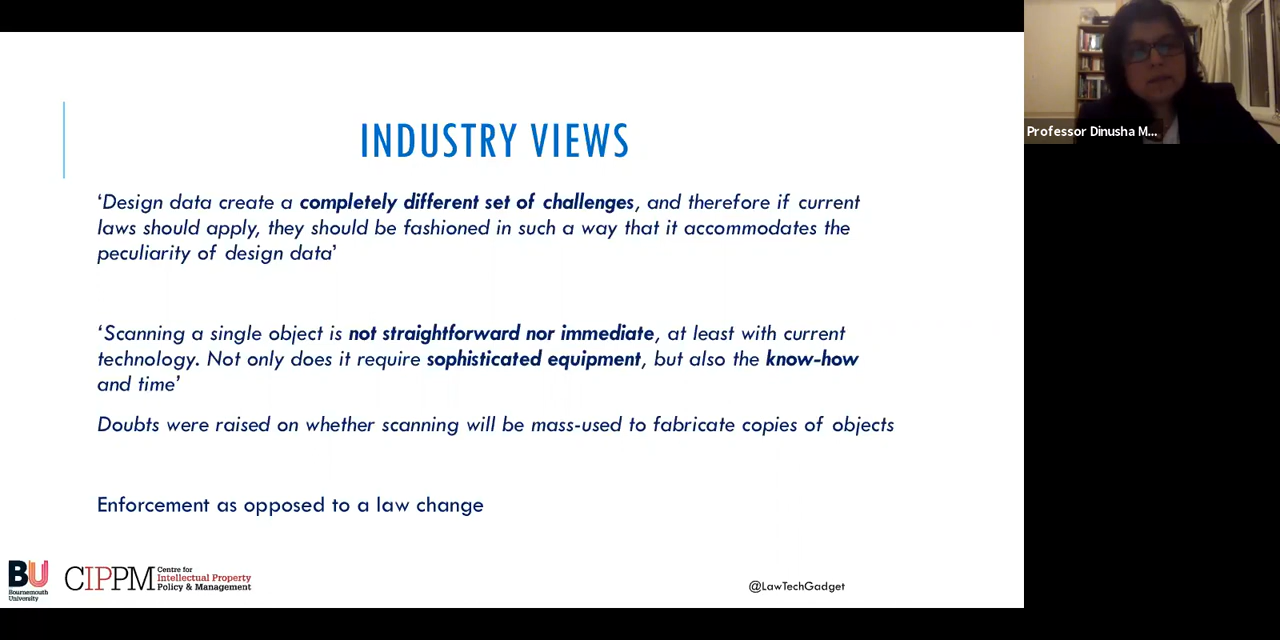 INDUSTRY VIEWS
‘Design data create a completely different set of challenges, and therefore if current
laws should apply, they should be fashioned in such a way that it accommodates the
peculiarity of design data’
‘Scanning a single object is not straightforward nor immediate, at least with current
technology. Not only does it require sophisticated equipment, but also the know-how
and time’
Doubts were raised on whether scanning will be mass-used to fabricate copies of objects
Enforcement as opposed to a law change
BU
Bournemouth
University
CIPPM
Centre for
Intellectual Property
Policy & Management
@LawTechGadget
Professor Dinusha M...